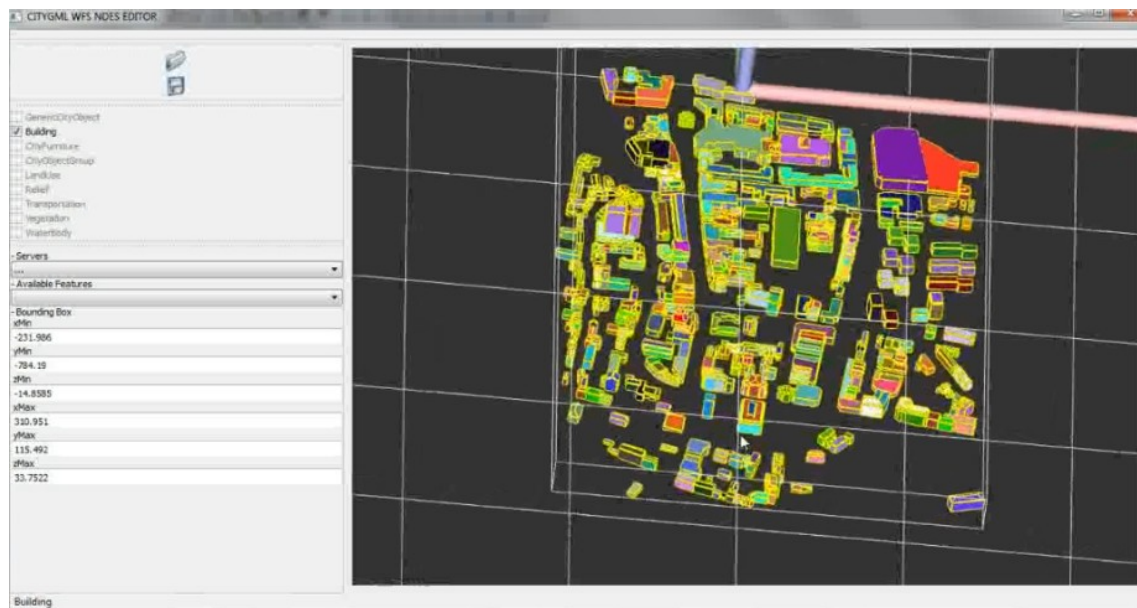 CITYGML WFS NDES EDITOR
GenericCityObject
Building
CityFurniture
CityObjectGroup
LandUse
Relief
Transportation
Vegetation
WaterBody
- Servers
...
- Available Features
- Bounding Box
xMin
-231.986
yMin
-784.19
zMin
-14.8585
xMax
310.951
yMax
115.492
zMax
33.7522
Building